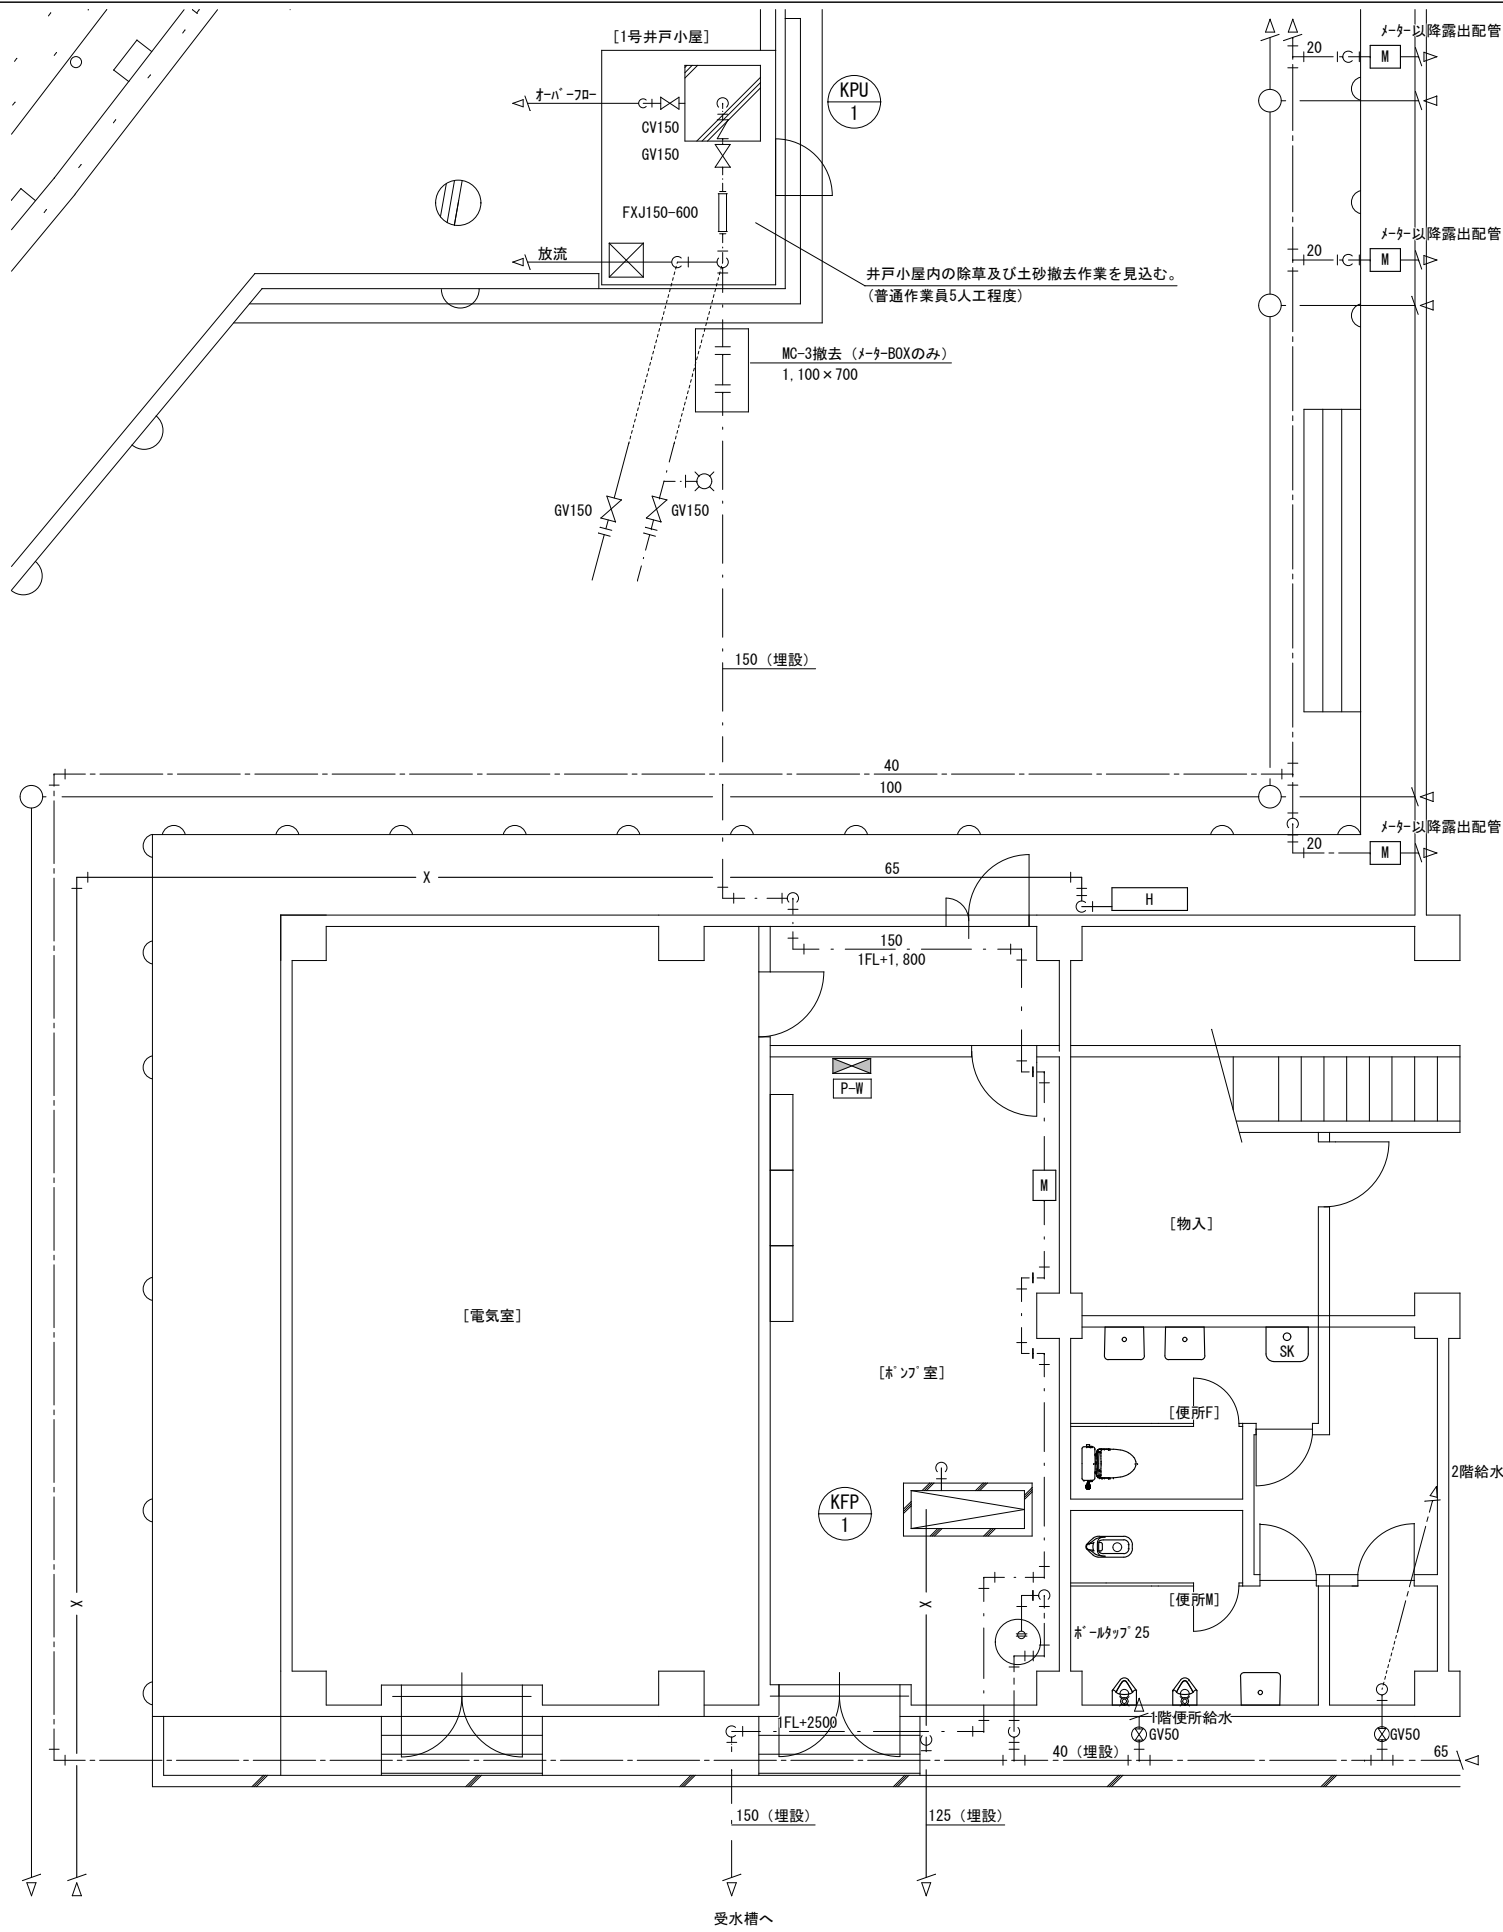 [1号井戸小屋]
メーター以降露出配管
20
M
オーバーフロー
KPU
1
CV150
GV150
FXJ150-600
放流
メーター以降露出配管
20
M
井戸小屋内の除草及び土砂撤去作業を見込む。
(普通作業員5人工程度)
MC-3撤去（メーターBOXのみ）
1,100×700
GV150
GV150
150（埋設）
40
100
メーター以降露出配管
20
M
65
X
H
150
1FL+1,800
P-W
M
[物入]
[電気室]
[ポンプ室]
SK
[便所F]
2階給水
KFP
1
X
X
[便所M]
ボールタップ25
1FL+2500
1階便所給水
GV50
GV50
40（埋設）
65
150（埋設）
125（埋設）
受水槽へ